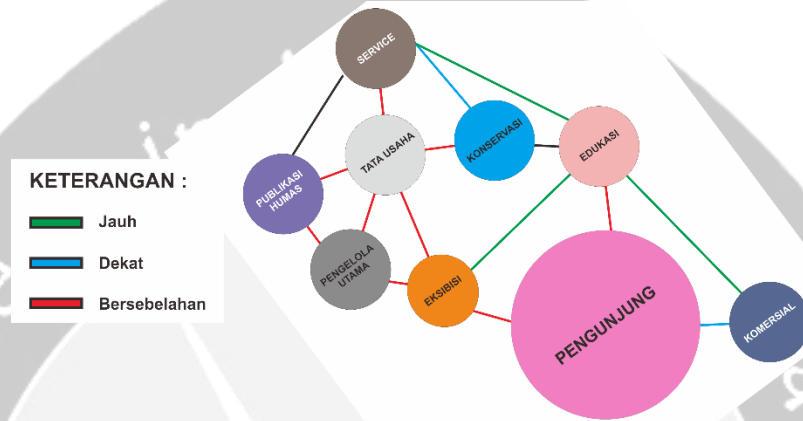 SERVICE
TATA USAHA
KONSERVASI
EDUKASI
PUBLIKASI
HUMAS
KETERANGAN :
Jauh
Dekat
Bersebelahan
PENGELOLA
UTAMA
EKSIBISI
PENGUNJUNG
KOMERSIAL